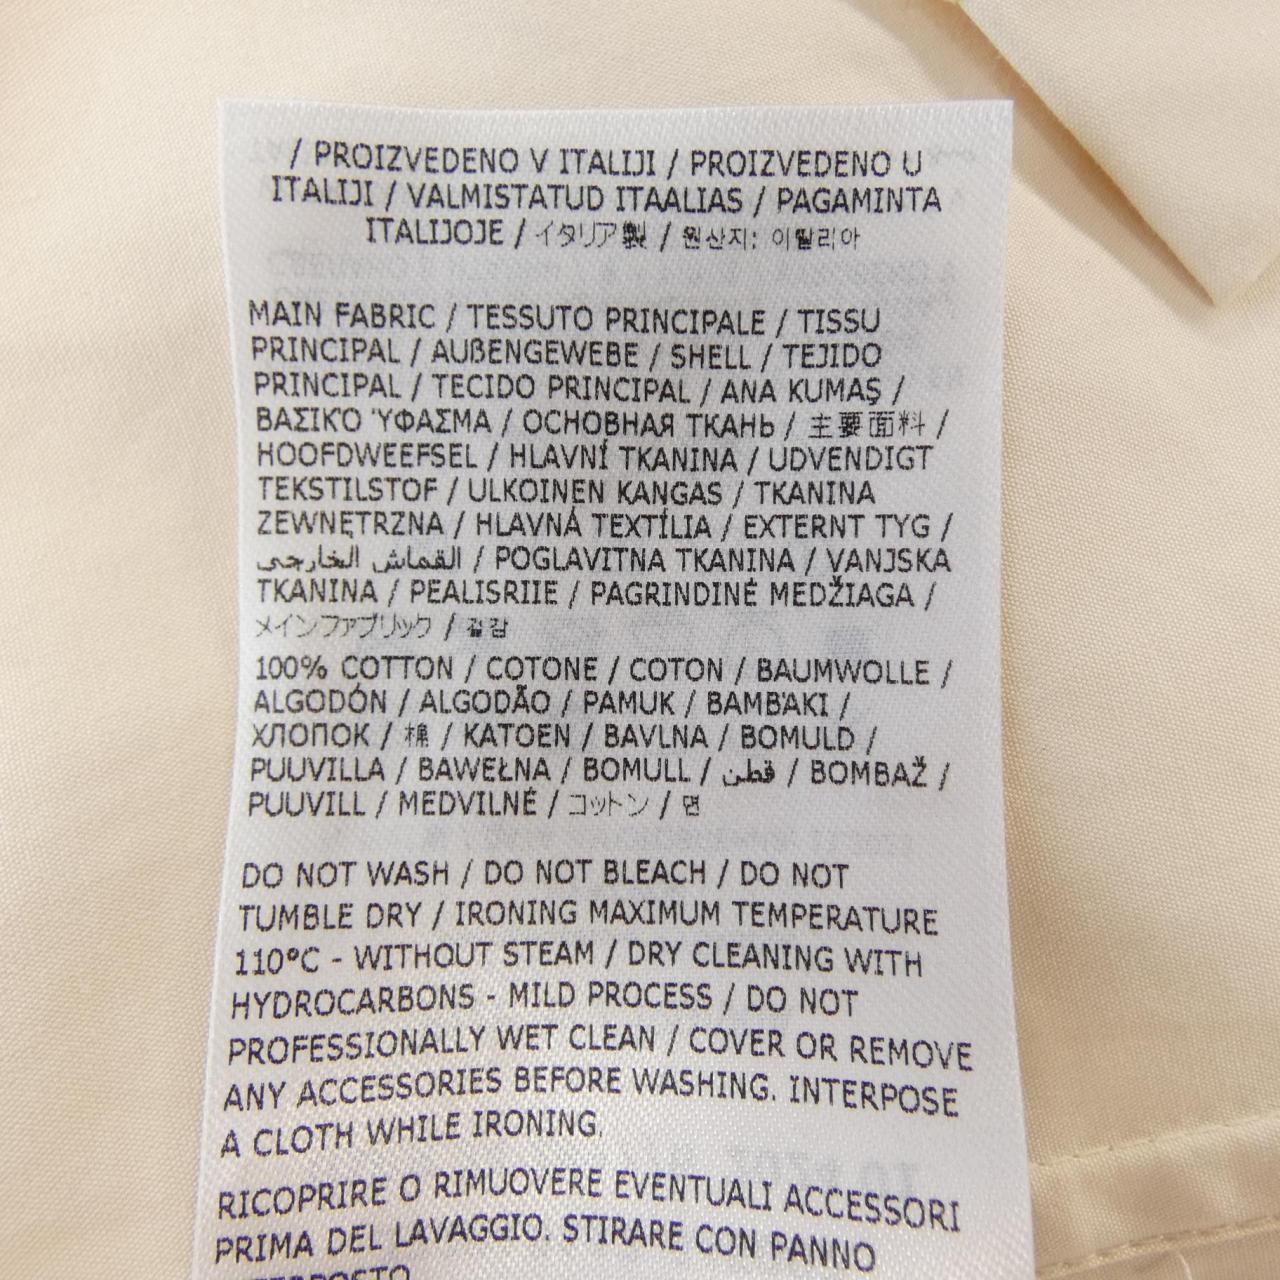 / PROIZVEDENO V ITALIJI / PROIZVEDENO U
ITALIJI / VALMISTATUD ITAALIAS / PAGAMINTA
ITALIJOJE / イタリア製 / 원산지: 이탈리아
MAIN FABRIC / TESSUTO PRINCIPALE / TISSU
PRINCIPAL / AUßENGEWEBE / SHELL / TEJIDO
PRINCIPAL / TECIDO PRINCIPAL / ANA KUMAŞ /
ΒΑΣΙΚΌ ΎΦΑΣΜΑ / ОСНОВНАЯ ТКАНЬ / 主要面料 /
HOOFDWEEFSEL / HLAVNÍ TKANINA / UDVENDIGT
TEKSTILSTOF / ULKOINEN KANGAS / TKANINA
ZEWNĘTRZNA / HLAVNÁ TEXTÍLIA / EXTERNT TYG /
القماش الخارجي / POGLAVITNA TKANINA / VANJSKA
TKANINA / PEALISRIIE / PAGRINDINĖ MEDŽIAGA /
メインファブリック / 겉감
100% COTTON / COTONE / COTON / BAUMWOLLE /
ALGODÓN / ALGODÃO / PAMUK / ΒΑΜΒΆΚΙ /
ХЛОПОК / 棉 / KATOEN / BAVLNA / BOMULD /
PUUVILLA / BAWEŁNA / BOMULL / قطن / BOMBAŽ /
PUUVILL / MEDVILNĖ / コットン / 면
DO NOT WASH / DO NOT BLEACH / DO NOT
TUMBLE DRY / IRONING MAXIMUM TEMPERATURE
110°C - WITHOUT STEAM / DRY CLEANING WITH
HYDROCARBONS - MILD PROCESS / DO NOT
PROFESSIONALLY WET CLEAN / COVER OR REMOVE
ANY ACCESSORIES BEFORE WASHING. INTERPOSE
A CLOTH WHILE IRONING.
RICOPRIRE O RIMUOVERE EVENTUALI ACCESSORI
PRIMA DEL LAVAGGIO. STIRARE CON PANNO